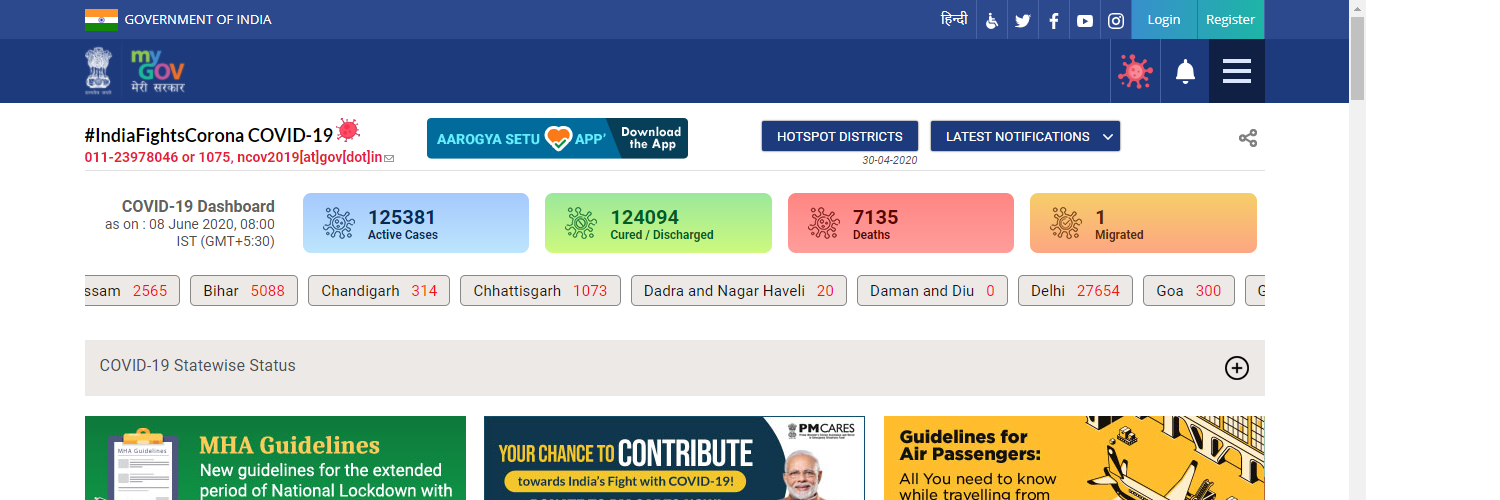 GOVERNMENT OF INDIA
हिन्दी
Login
Register
my
GOV
मेरी सरकार
#IndiaFightsCorona COVID-19
011-23978046 or 1075, ncov2019[at]gov[dot]in
AAROGYA SETU APP'
Download
the App
HOTSPOT DISTRICTS
30-04-2020
LATEST NOTIFICATIONS
COVID-19 Dashboard
as on : 08 June 2020, 08:00
IST (GMT+5:30)
125381
Active Cases
124094
Cured / Discharged
7135
Deaths
1
Migrated
ssam 2565
Bihar 5088
Chandigarh 314
Chhattisgarh 1073
Dadra and Nagar Haveli 20
Daman and Diu 0
Delhi 27654
Goa 300
COVID-19 Statewise Status
MHA Guidelines
MHA Guidelines
New guidelines for the extended
period of National Lockdown with
YOUR CHANCE TO CONTRIBUTE
towards India's Fight with COVID-19!
PM CARES
Guidelines for
Air Passengers:
All You need to know
while travelling from